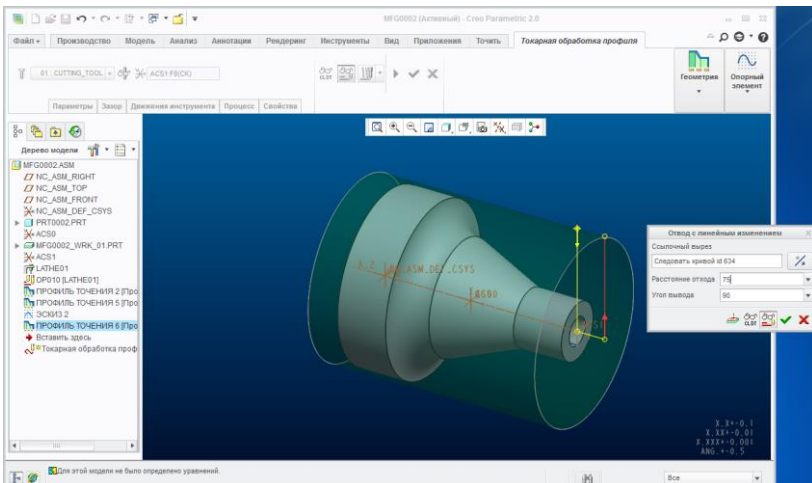 MFG0002 (Активный) - Creo Parametric 2.0
Файл Производство Модель Анализ Аннотации Рендеринг Инструменты Вид Приложения Точить Токарная обработка профиля
01 : CUTTING_TOOL ACS1:F9(CK)
CLDT
Геометрия Опорный элемент
Параметры Зазор Движения инструмента Процесс Свойства
Дерево модели
MFG0002.ASM
NC_ASM_RIGHT
NC_ASM_TOP
NC_ASM_FRONT
NC_ASM_DEF_CSYS
PRT0002.PRT
ACS0
MFG0002_WRK_01.PRT
ACS1
LATHE01
OP010 [LATHE01]
ПРОФИЛЬ ТОЧЕНИЯ 2 [Про
ПРОФИЛЬ ТОЧЕНИЯ 5 [Про
ЭСКИЗ 2
ПРОФИЛЬ ТОЧЕНИЯ 6 [Про
Вставить здесь
Токарная обработка проф
Отвод с линейным изменением
Ссылочный вырез
Следовать кривой id 634
Расстояние отхода 75
Угол вывода 90
CLDT
X.X+-0.1
X.XX+-0.01
X.XXX+-0.001
ANG.+-0.5
Для этой модели не было определено уравнений.
Все